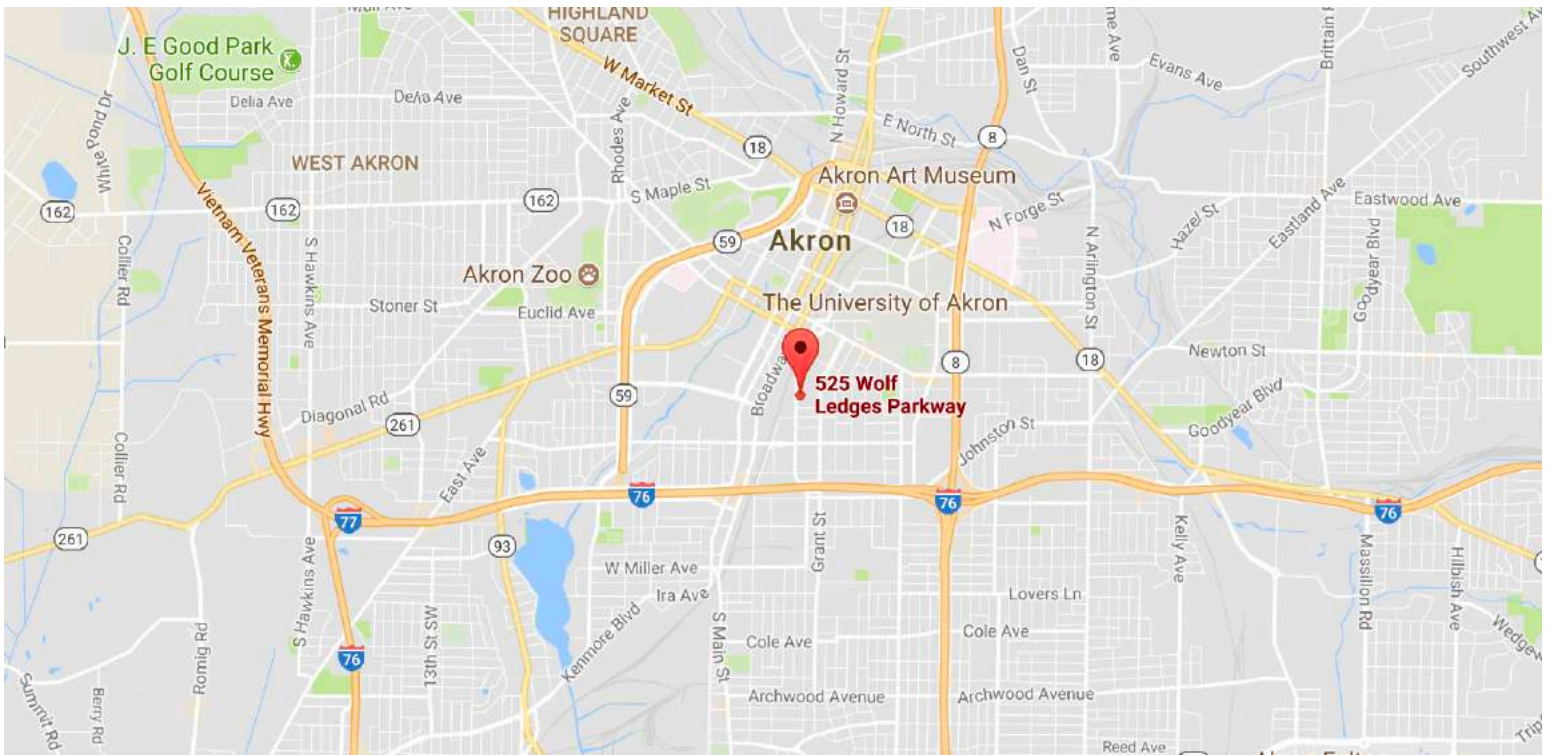 HIGHLAND
SQUARE
J. E Good Park
Golf Course
Delia Ave
Delia Ave
White Pond Dr
W Market St
N Howard St
E North St
Dan St
Evans Ave
Southwest Ave
18
8
WEST AKRON
Rhodes Ave
S Maple St
Akron Art Museum
162
162
162
Vietnam Veterans Memorial Hwy
S Hawkins Ave
Collier Rd
59
Akron
18
N Forge St
N Arlington St
Hazel St
Eastland Ave
Eastwood Ave
Goodyear Blvd
Akron Zoo
Stoner St
Euclid Ave
The University of Akron
Newton St
18
8
59
525 Wolf
Ledges Parkway
Diagonal Rd
261
Goodyear Blvd
Johnston St
Collier Rd
East Ave
76
76
76
77
261
93
S Hawkins Ave
Grant St
Kelly Ave
Massillon Rd
Hilbish Ave
W Miller Ave
Ira Ave
Lovers Ln
Kenmore Blvd
S Main St
Cole Ave
Cole Ave
13th St SW
Romig Rd
76
Summit Rd
Berry Rd
Archwood Avenue
Archwood Avenue
Reed Ave